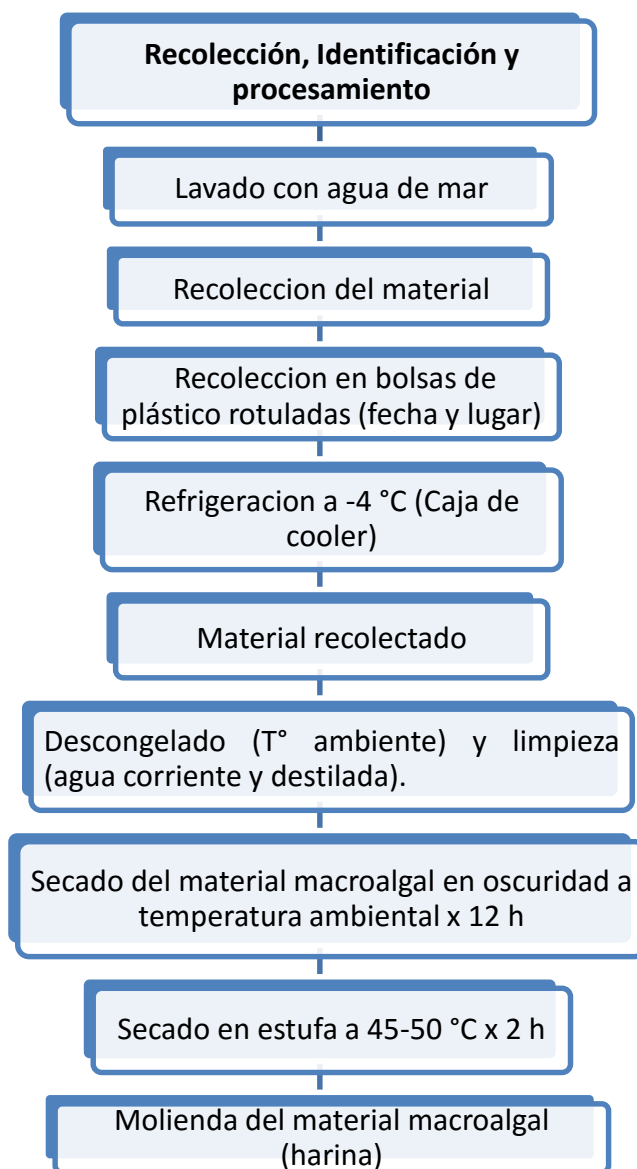 Recolección, Identificación y
procesamiento
Lavado con agua de mar
Recoleccion del material
Recoleccion en bolsas de
plástico rotuladas (fecha y lugar)
Refrigeracion a -4 °C (Caja de
cooler)
Material recolectado
Descongelado (T° ambiente) y limpieza
(agua corriente y destilada).
Secado del material macroalgal en oscuridad a
temperatura ambiental x 12 h
Secado en estufa a 45-50 °C x 2 h
Molienda del material macroalgal
(harina)